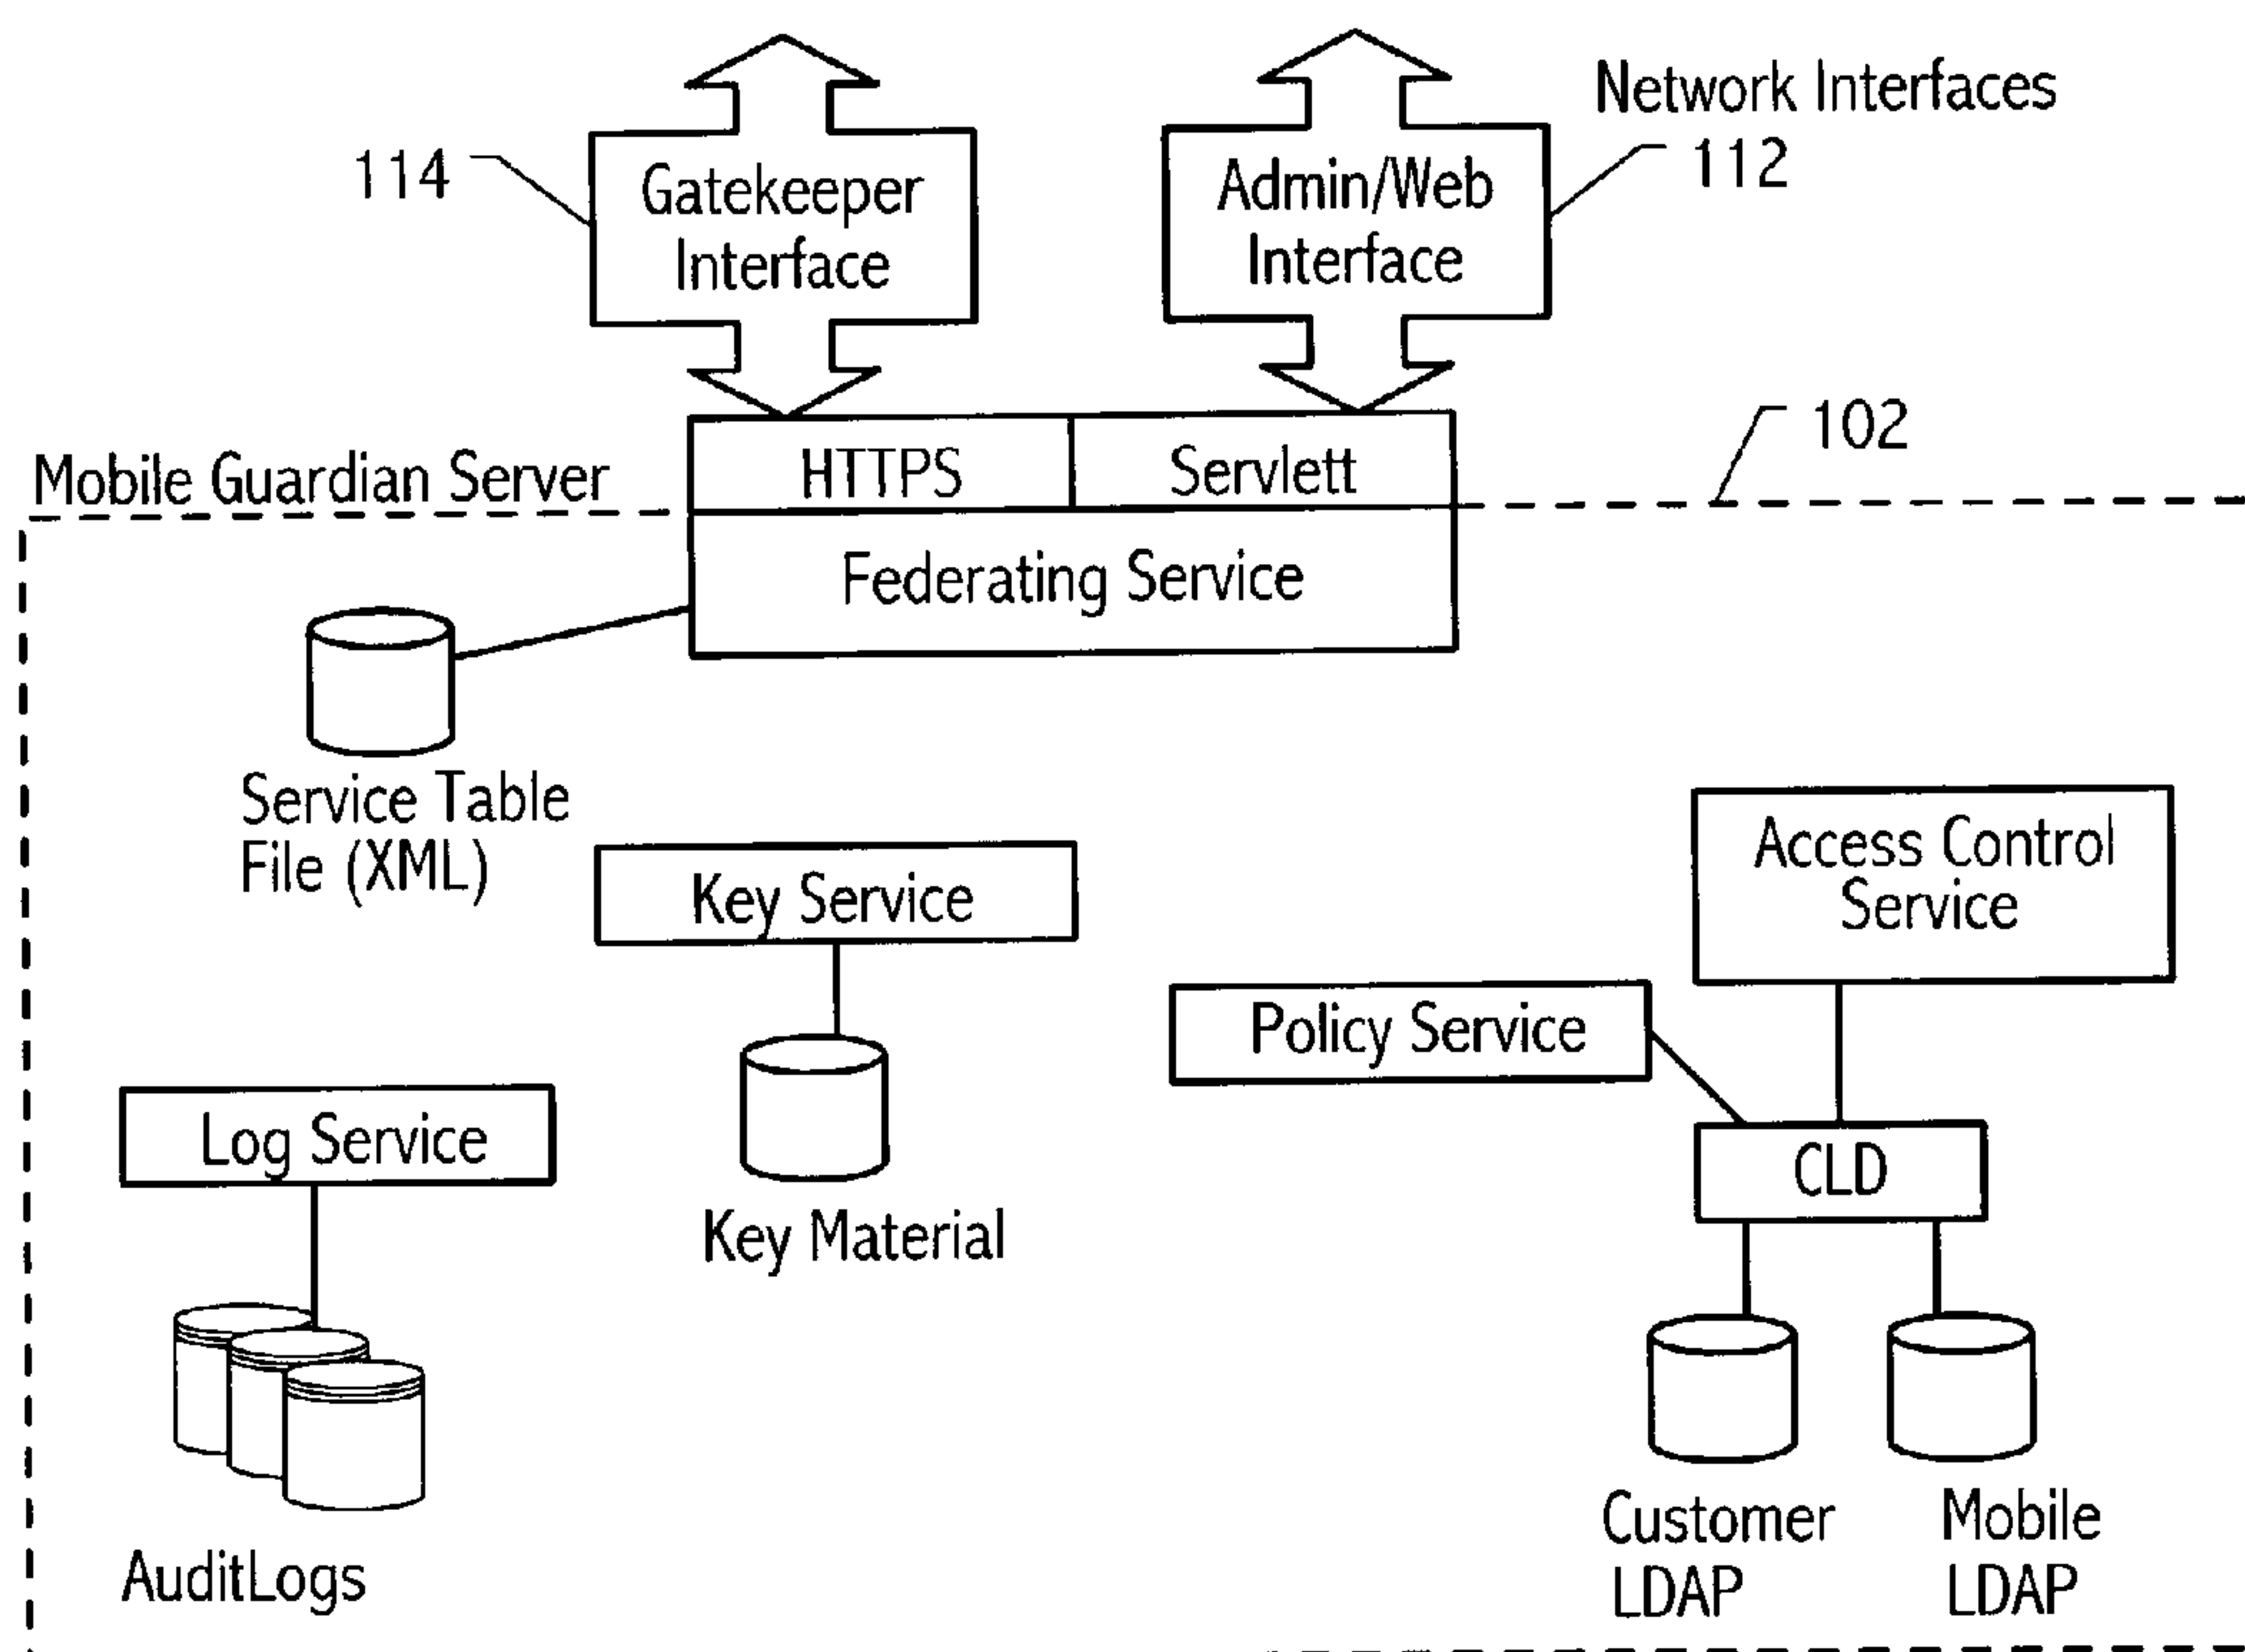 Network Interfaces
114
112
Gatekeeper
Interface
Admin/Web
Interface
102
Mobile Guardian Server
HTTPS
Servlett
Federating Service
Service Table
File (XML)
Access Control
Service
Key Service
Policy Service
Log Service
CLD
Key Material
Customer
LDAP
Mobile
LDAP
AuditLogs